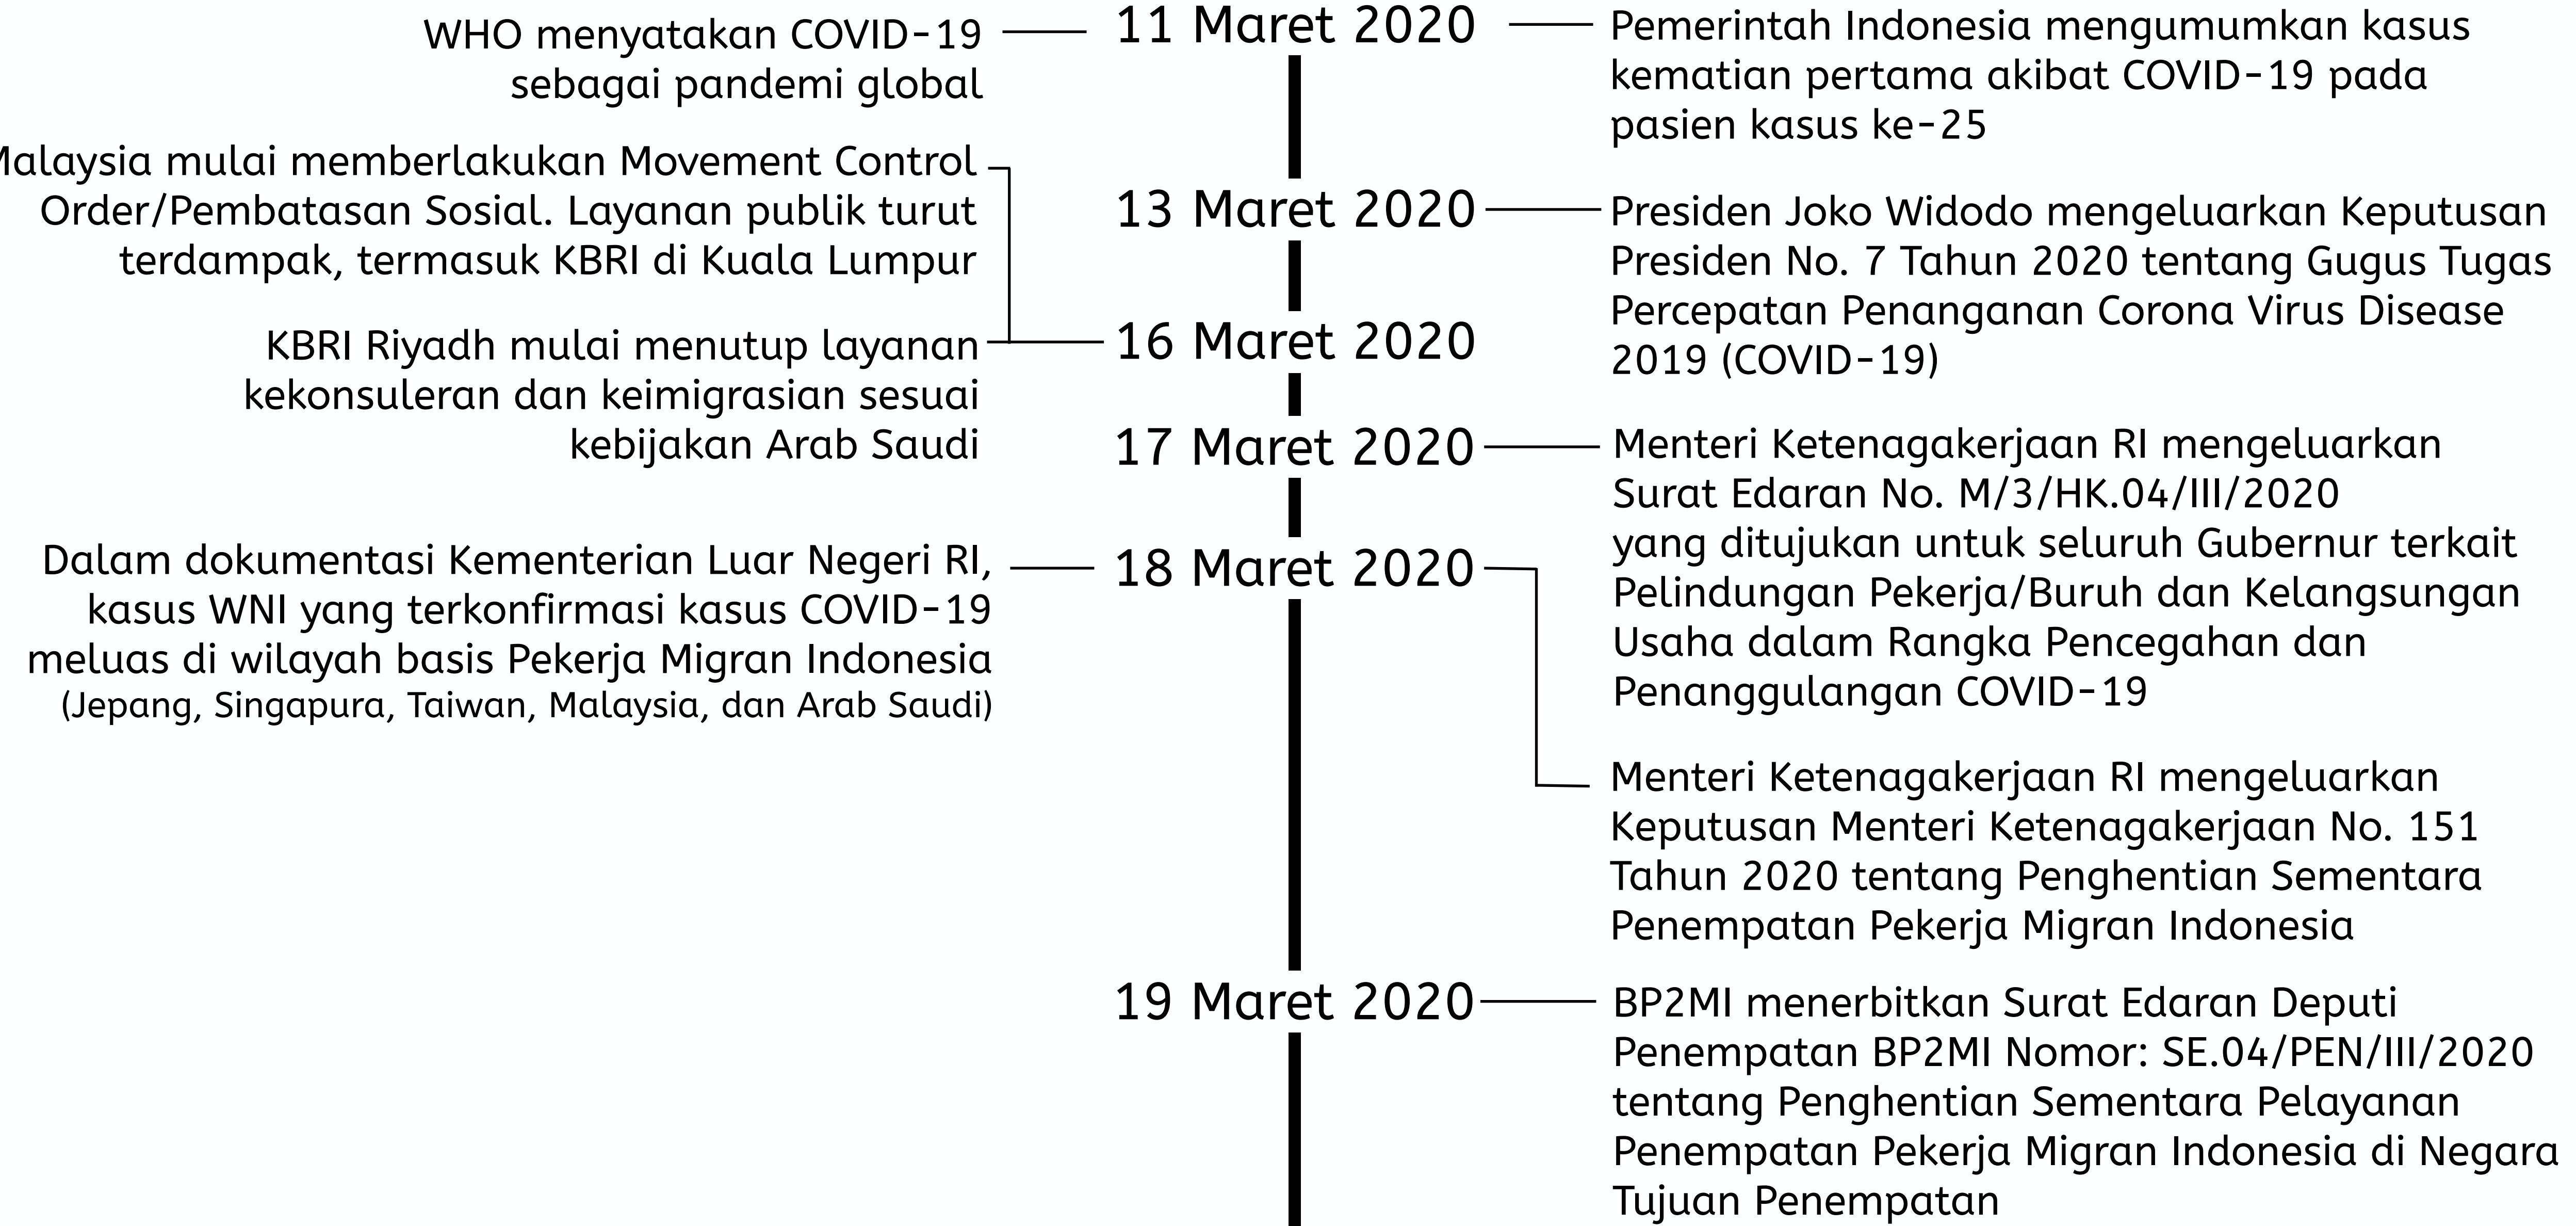 WHO menyatakan COVID-19
sebagai pandemi global
11 Maret 2020
Pemerintah Indonesia mengumumkan kasus
kematian pertama akibat COVID-19 pada
pasien kasus ke-25
13 Maret 2020
Presiden Joko Widodo mengeluarkan Keputusan
Presiden No. 7 Tahun 2020 tentang Gugus Tugas
Percepatan Penanganan Corona Virus Disease
2019 (COVID-19)
Malaysia mulai memberlakukan Movement Control
Order/Pembatasan Sosial. Layanan publik turut
terdampak, termasuk KBRI di Kuala Lumpur
KBRI Riyadh mulai menutup layanan
kekonsuleran dan keimigrasian sesuai
kebijakan Arab Saudi
16 Maret 2020
17 Maret 2020
Menteri Ketenagakerjaan RI mengeluarkan
Surat Edaran No. M/3/HK.04/III/2020
yang ditujukan untuk seluruh Gubernur terkait
Pelindungan Pekerja/Buruh dan Kelangsungan
Usaha dalam Rangka Pencegahan dan
Penanggulangan COVID-19
Dalam dokumentasi Kementerian Luar Negeri RI,
kasus WNI yang terkonfirmasi kasus COVID-19
meluas di wilayah basis Pekerja Migran Indonesia
(Jepang, Singapura, Taiwan, Malaysia, dan Arab Saudi)
18 Maret 2020
Menteri Ketenagakerjaan RI mengeluarkan
Keputusan Menteri Ketenagakerjaan No. 151
Tahun 2020 tentang Penghentian Sementara
Penempatan Pekerja Migran Indonesia
19 Maret 2020
BP2MI menerbitkan Surat Edaran Deputi
Penempatan BP2MI Nomor: SE.04/PEN/III/2020
tentang Penghentian Sementara Pelayanan
Penempatan Pekerja Migran Indonesia di Negara
Tujuan Penempatan